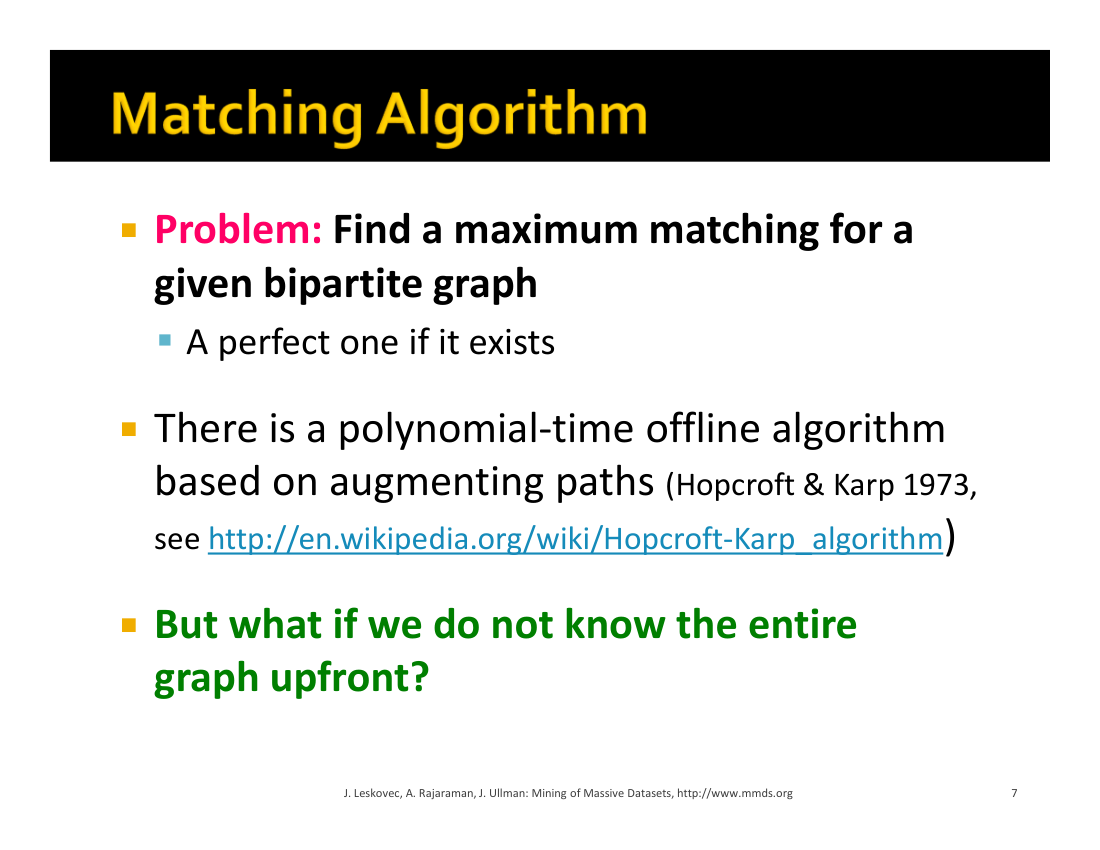 Matching Algorithm
Problem: Find a maximum matching for a
given bipartite graph
A perfect one if it exists
There is a polynomial-time offline algorithm
based on augmenting paths (Hopcroft & Karp 1973,
see http://en.wikipedia.org/wiki/Hopcroft-Karp_algorithm)
But what if we do not know the entire
graph upfront?
J. Leskovec, A. Rajaraman, J. Ullman: Mining of Massive Datasets, http://www.mmds.org
7